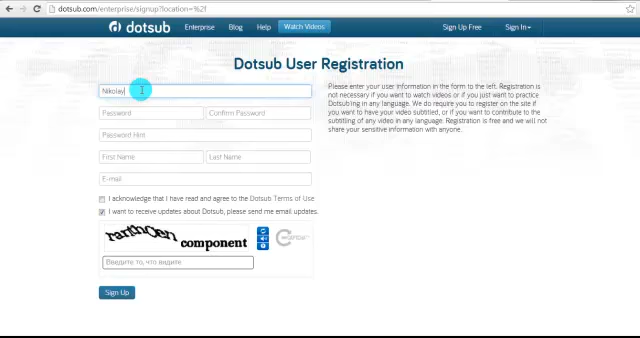 dotsub.com/enterprise/signup?location=%2f
dotsub Enterprise Blog Help Watch Videos Sign Up Free Sign In
Dotsub User Registration
Nikolay
Password Confirm Password
Password Hint
First Name Last Name
E-mail
I acknowledge that I have read and agree to the Dotsub Terms of Use
I want to receive updates about Dotsub, please send me email updates.
component
Введите то, что видите
Sign Up
Please enter your user information in the form to the left. Registration is
not necessary if you want to watch videos or if you just want to practice
Dotsub'ing in any language. We do require you to register on the site if
you want to have your video subtitled, or if you want to contribute to the
subtitling of any video in any language. Registration is free and we will not
share your sensitive information with anyone.